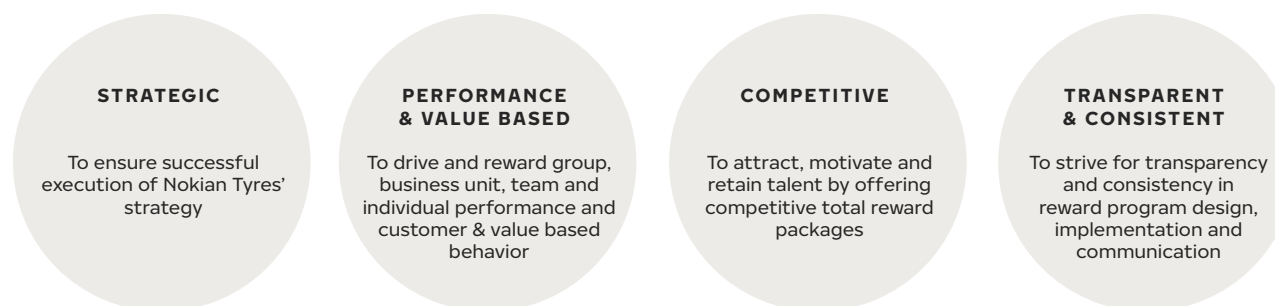 STRATEGIC
To ensure successful
execution of Nokian Tyres’
strategy
PERFORMANCE
& VALUE BASED
To drive and reward group,
business unit, team and
individual performance and
customer & value based
behavior
COMPETITIVE
To attract, motivate and
retain talent by offering
competitive total reward
packages
TRANSPARENT
& CONSISTENT
To strive for transparency
and consistency in
reward program design,
implementation and
communication